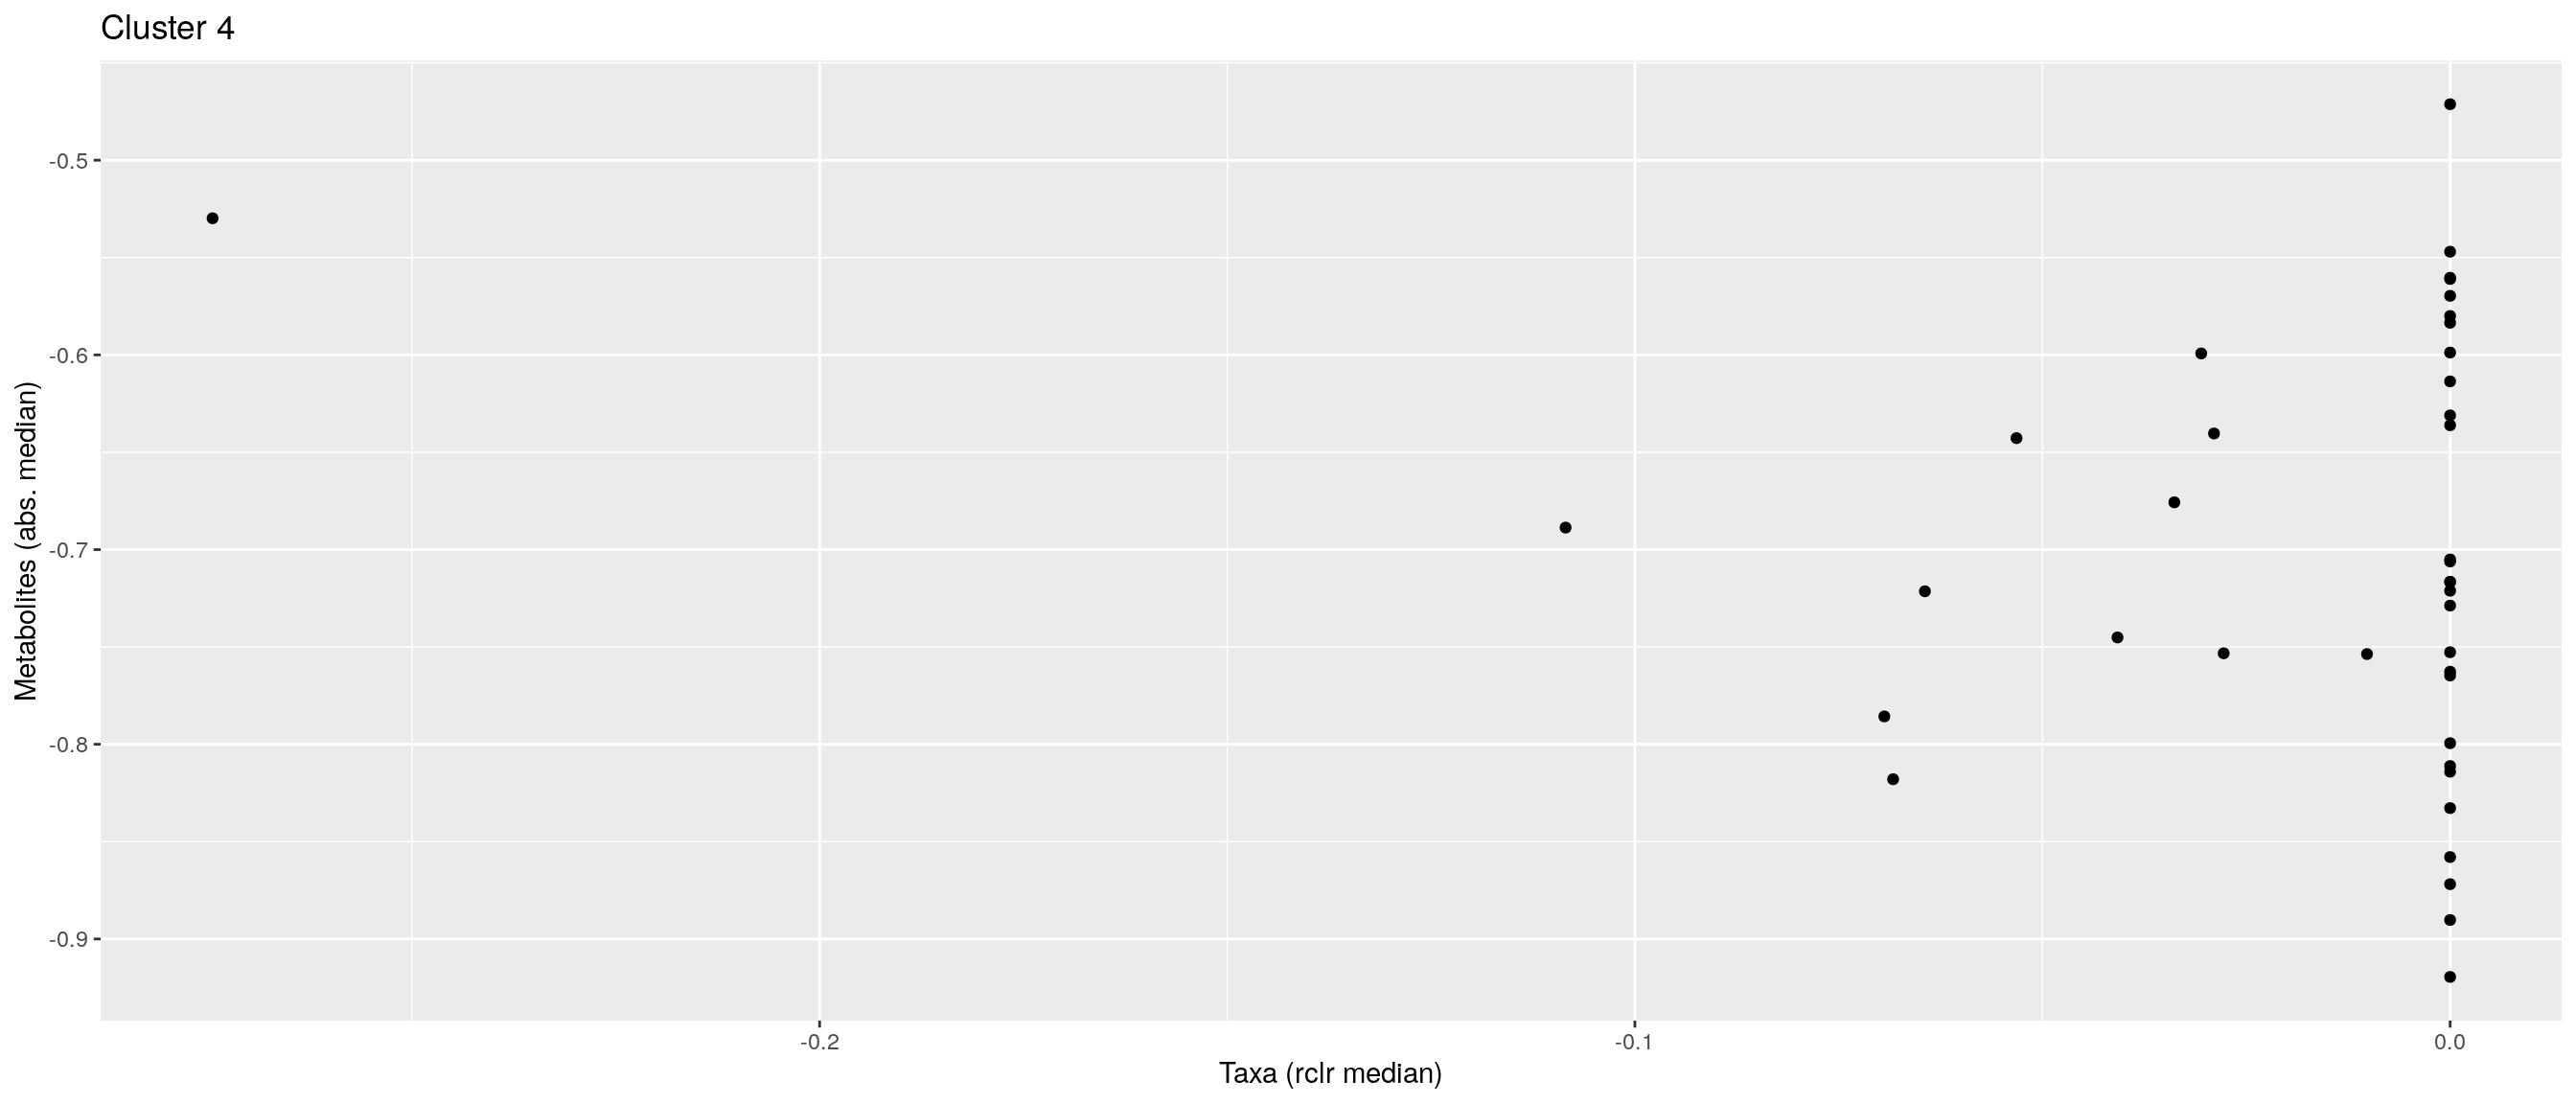 Cluster 4
Metabolites (abs. median)
-0.5
-0.6
-0.7
-0.8
-0.9
-0.2
-0.1
0.0
Taxa (rclr median)